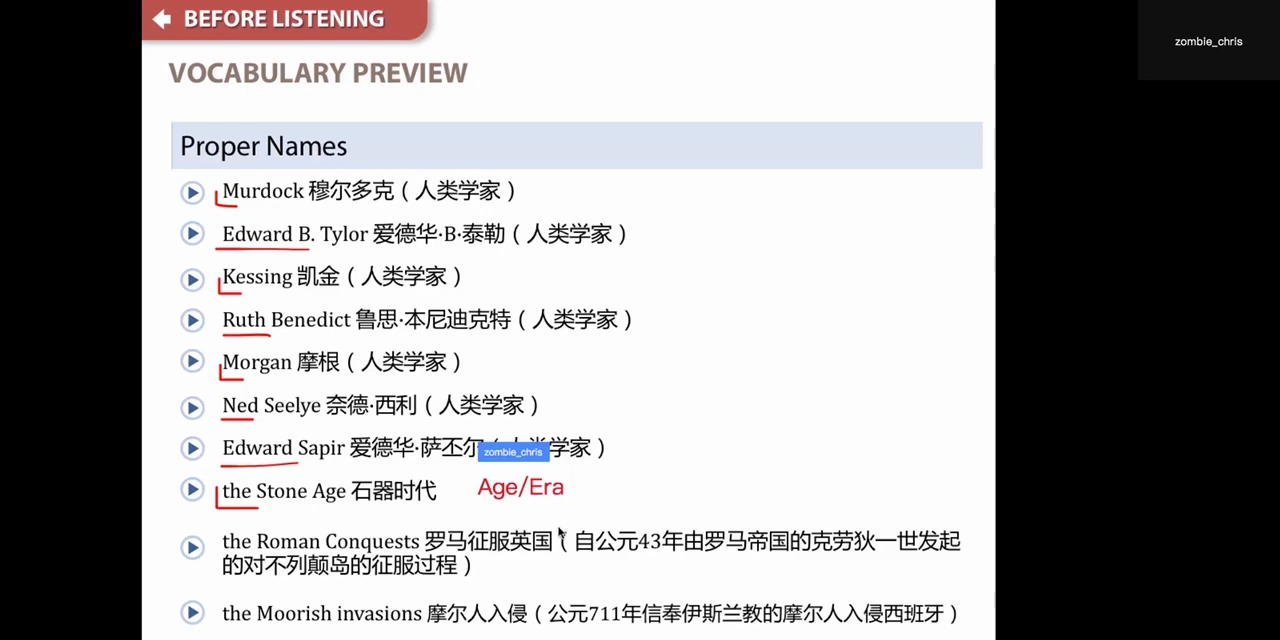 BEFORE LISTENING
zombie_chris
VOCABULARY PREVIEW
Proper Names
Murdock 穆尔多克（人类学家）
Edward B. Tylor 爱德华·B·泰勒（人类学家）
Kessing 凯金（人类学家）
Ruth Benedict 鲁思·本尼迪克特（人类学家）
Morgan 摩根（人类学家）
Ned Seelye 奈德·西利（人类学家）
Edward Sapir 爱德华·萨丕尔（人类学家）
zombie_chris
the Stone Age 石器时代 Age/Era
the Roman Conquests 罗马征服英国（自公元43年由罗马帝国的克劳狄一世发起
的对不列颠岛的征服过程）
the Moorish invasions 摩尔人入侵（公元711年信奉伊斯兰教的摩尔人入侵西班牙）